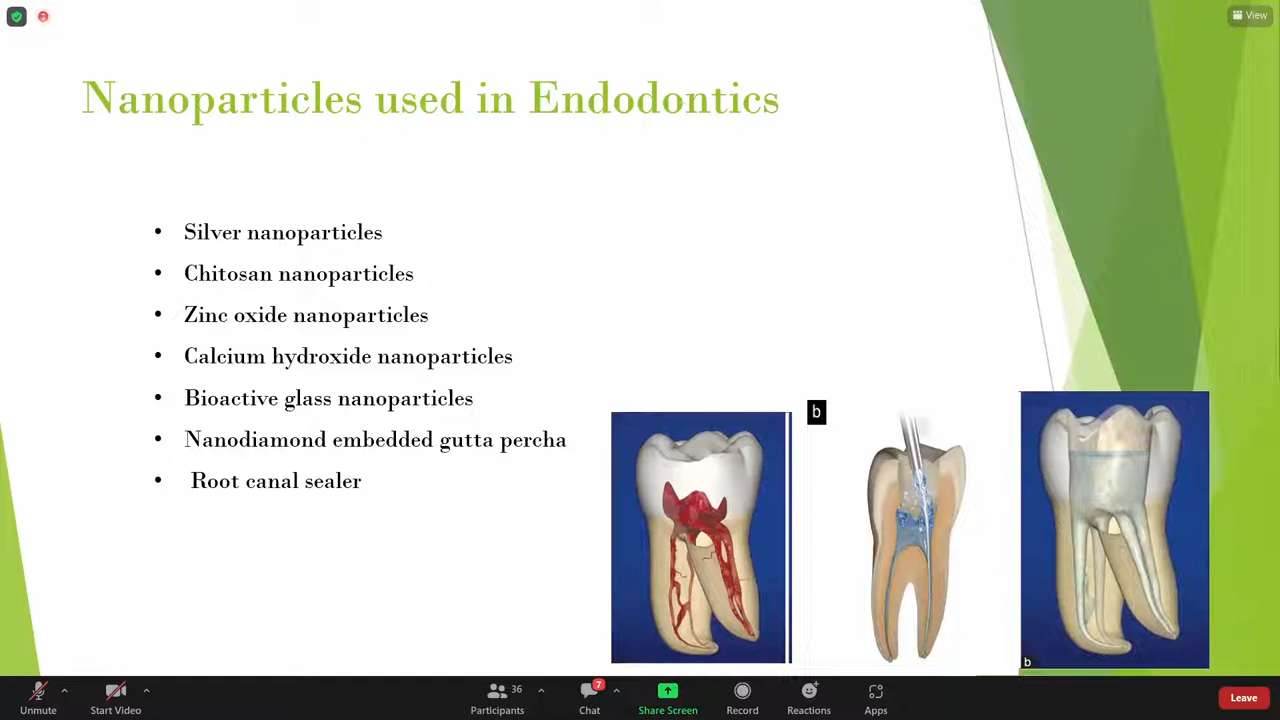 View
Nanoparticles used in Endodontics
• Silver nanoparticles
• Chitosan nanoparticles
• Zinc oxide nanoparticles
• Calcium hydroxide nanoparticles
• Bioactive glass nanoparticles
• Nanodiamond embedded gutta percha
• Root canal sealer
b
b
36
7
Unmute
Start Video
Participants
Chat
Share Screen
Record
Reactions
Apps
Leave